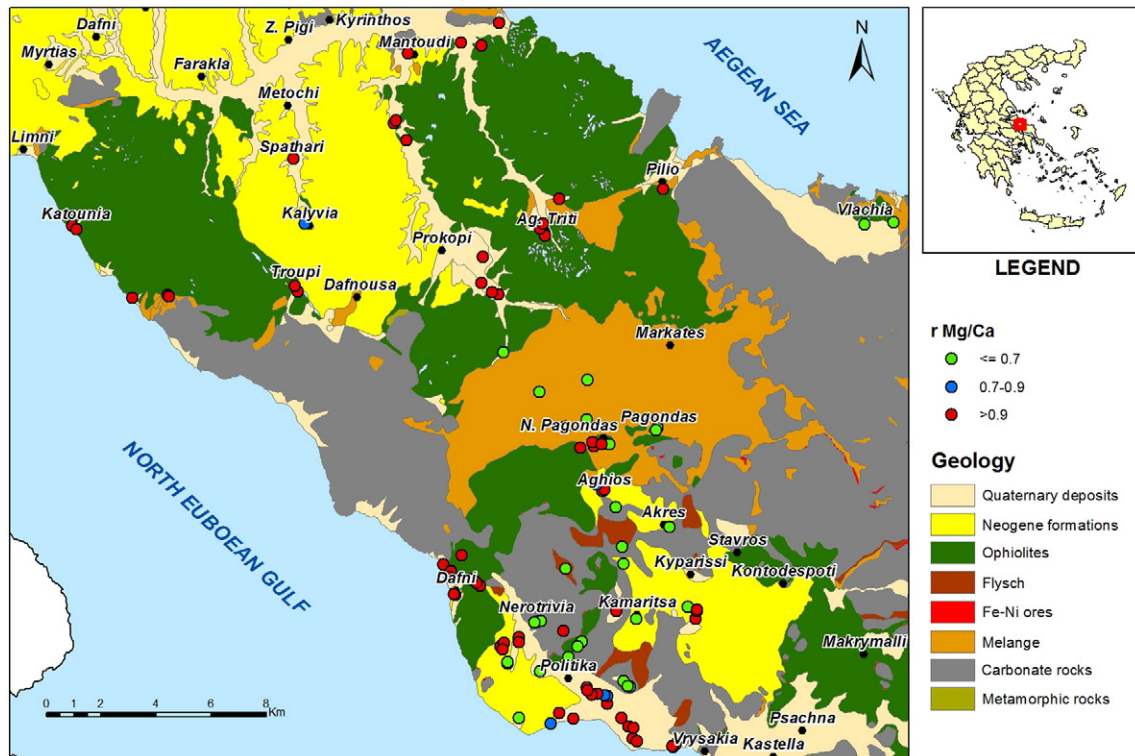 Dafni
Z. Pigi
Kyrinthos
Mantoudi
Myrtias
Farakla
Metochi
Limni
Spathari
Katounia
Kalyvia
Prokopi
Ag. Triti
Pilio
Vlachia
Troupi
Dafnousa
Markates
N. Pagondas
Pagondas
Aghios
Akres
Stavros
Kyparissi
Kontodespoti
Dafni
Nerotrivia
Kamaritsa
Makrymalli
Politika
Psachna
Vrysakia
Kastella
AEGEAN SEA
NORTH EUBOEAN GULF
N
0 2 4 6 8
Km
LEGEND
r Mg/Ca
<= 0.7
0.7-0.9
>0.9
Geology
Quaternary deposits
Neogene formations
Ophiolites
Flysch
Fe-Ni ores
Melange
Carbonate rocks
Metamorphic rocks